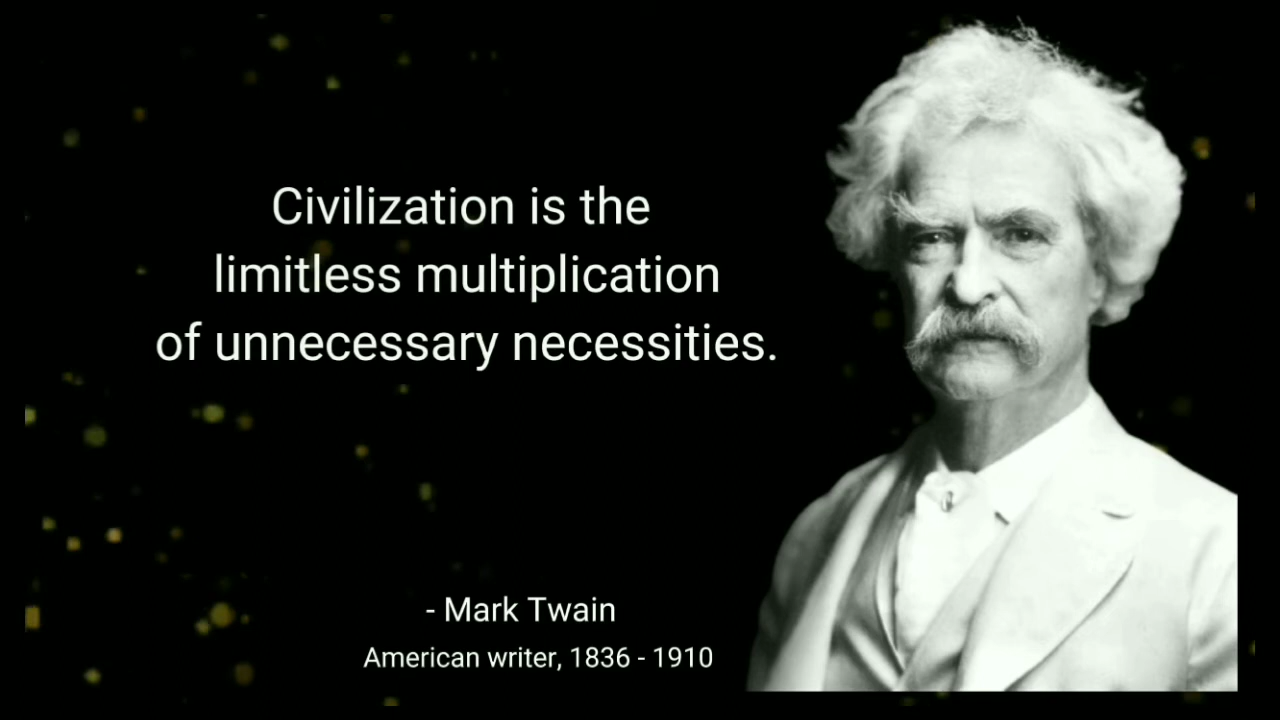 Civilization is the
limitless multiplication
of unnecessary necessities.
- Mark Twain
American writer, 1836 - 1910